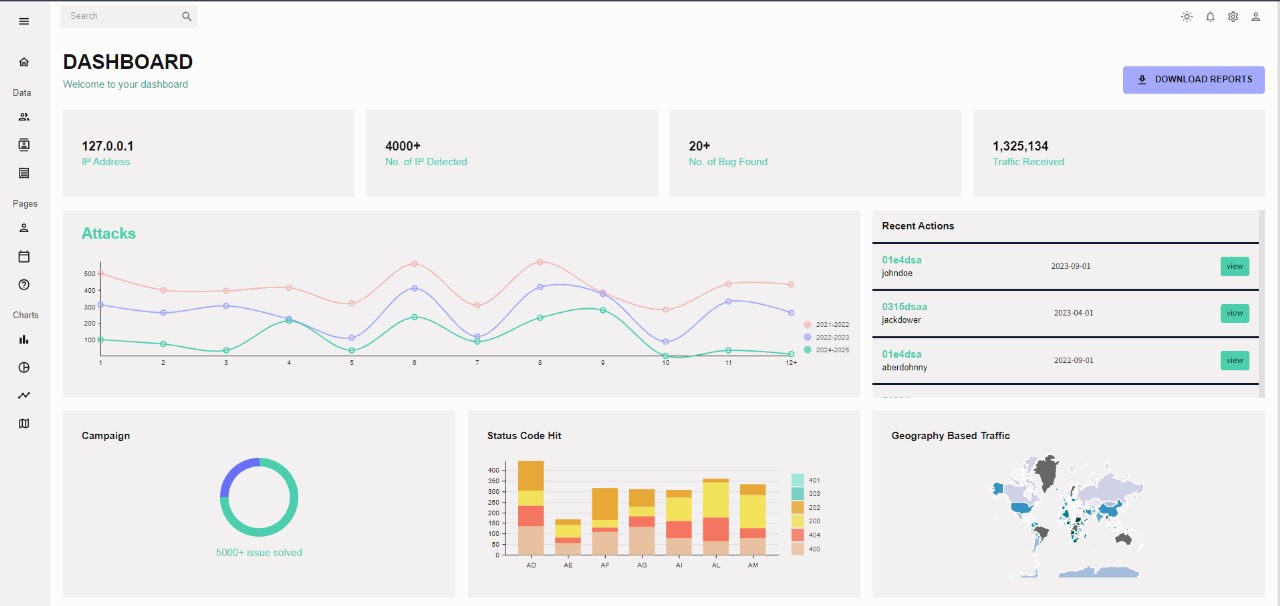 Search
DASHBOARD
Welcome to your dashboard
DOWNLOAD REPORTS
Data
Pages
Charts
127.0.0.1
IP Address
4000+
No. of IP Detected
20+
No. of Bug Found
1,325,134
Traffic Received
Attacks
500
400
300
200
100
1 2 3 4 5 6 7 8 9 10 11 12+
2021-2022
2022-2023
2024-2025
Recent Actions
01e4dsa
johndoe
2023-09-01
view
0315dsaa
jackdower
2023-04-01
view
01e4dsa
aberdohnny
2022-09-01
view
Campaign
5000+ issue solved
Status Code Hit
400
350
300
250
200
150
100
50
0
AD AE AF AG AI AL AM
401
303
202
200
404
400
Geography Based Traffic